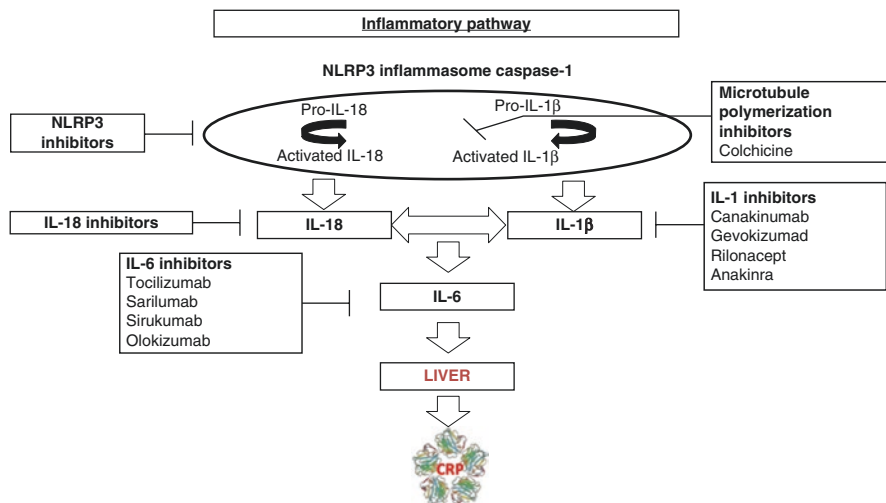 Inflammatory pathway
NLRP3 inflammasome caspase-1
Pro-IL-18
Pro-IL-1β
Activated IL-18
Activated IL-1β
NLRP3
inhibitors
Microtubule
polymerization
inhibitors
Colchicine
IL-18 inhibitors
IL-18
IL-1β
IL-1 inhibitors
Canakinumab
Gevokizumad
Rilonacept
Anakinra
IL-6 inhibitors
Tocilizumab
Sarilumab
Sirukumab
Olokizumab
IL-6
LIVER
CRP